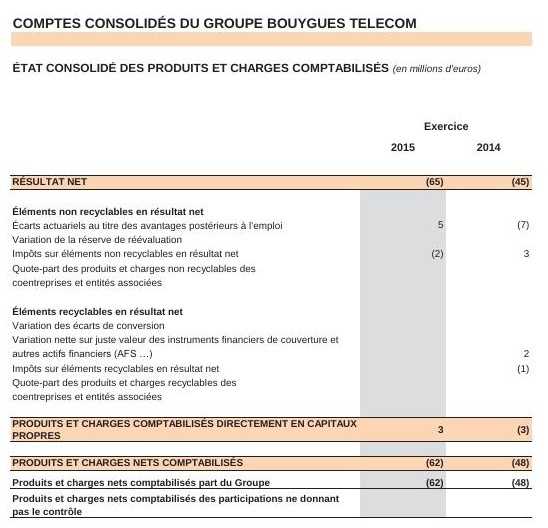 COMPTES CONSOLIDÉS DU GROUPE BOUYGUES TELECOM
ÉTAT CONSOLIDÉ DES PRODUITS ET CHARGES COMPTABILISÉS (en millions d'euros)
Exercice
2015 2014
RÉSULTAT NET (65) (45)
Éléments non recyclables en résultat net
Écarts actuariels au titre des avantages postérieurs à l'emploi 5 (7)
Variation de la réserve de réévaluation
Impôts sur éléments non recyclables en résultat net (2) 3
Quote-part des produits et charges non recyclables des
coentreprises et entités associées
Éléments recyclables en résultat net
Variation des écarts de conversion
Variation nette sur juste valeur des instruments financiers de couverture et
autres actifs financiers (AFS …) 2
Impôts sur éléments recyclables en résultat net (1)
Quote-part des produits et charges recyclables des
coentreprises et entités associées
PRODUITS ET CHARGES COMPTABILISÉS DIRECTEMENT EN CAPITAUX
PROPRES 3 (3)
PRODUITS ET CHARGES NETS COMPTABILISÉS (62) (48)
Produits et charges nets comptabilisés part du Groupe (62) (48)
Produits et charges nets comptabilisés des participations ne donnant
pas le contrôle